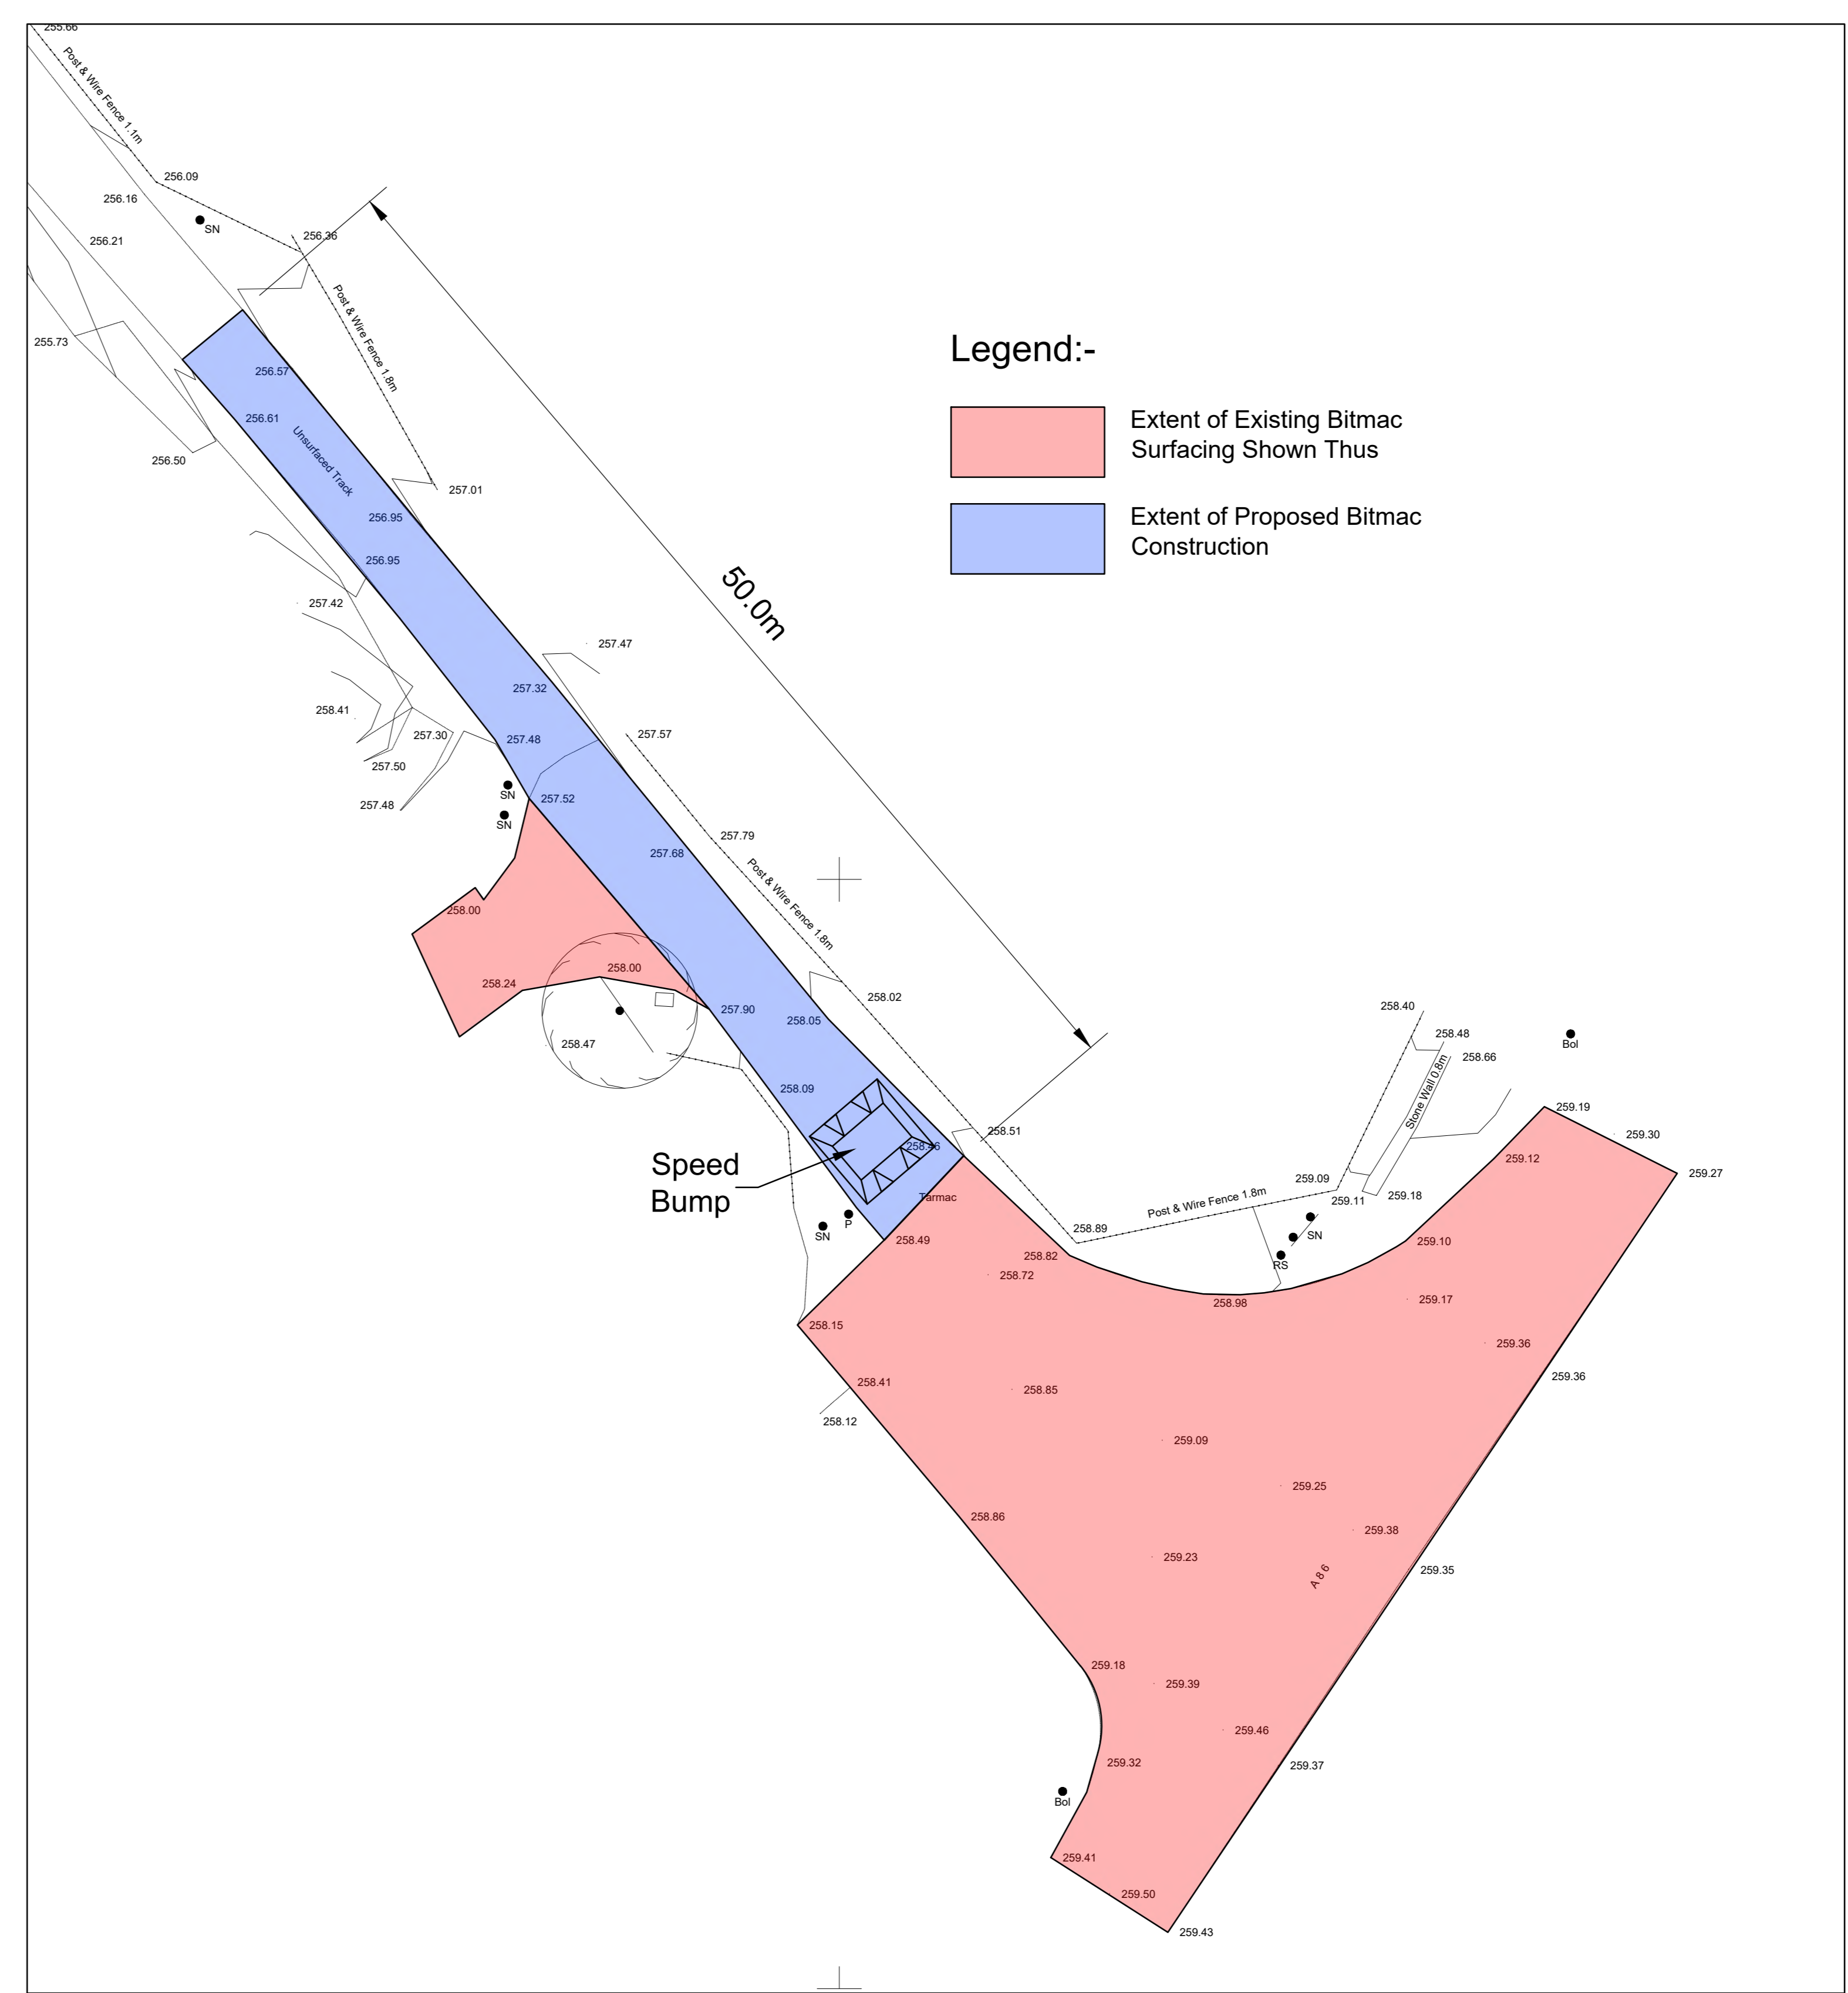 255.66
Post & Wire Fence 1.1m
256.09
256.16
SN
256.21
256.36
Post & Wire Fence 1.8m
255.73
Legend:-
256.57
Extent of Existing Bitmac
Surfacing Shown Thus
256.61
Unsurfaced Track
256.50
257.01
256.95
Extent of Proposed Bitmac
Construction
256.95
50.0m
257.42
257.47
257.32
258.41
257.30
257.48
257.57
257.50
SN
257.52
257.48
SN
257.79
257.68
Post & Wire Fence 1.8m
258.00
258.00
258.24
258.02
257.90
258.05
258.40
258.48
Bol
258.47
258.66
258.09
Stone Wall 0.8m
259.19
258.51
259.30
258.46
259.12
Speed
Bump
259.27
259.09
Tarmac
Post & Wire Fence 1.8m
259.11
259.18
P
SN
258.89
SN
258.49
259.10
258.82
RS
258.72
258.98
259.17
258.15
259.36
259.36
258.41
258.85
258.12
259.09
259.25
258.86
259.38
259.23
259.35
A 8 6
259.18
259.39
259.46
259.32
259.37
Bol
259.41
259.50
259.43